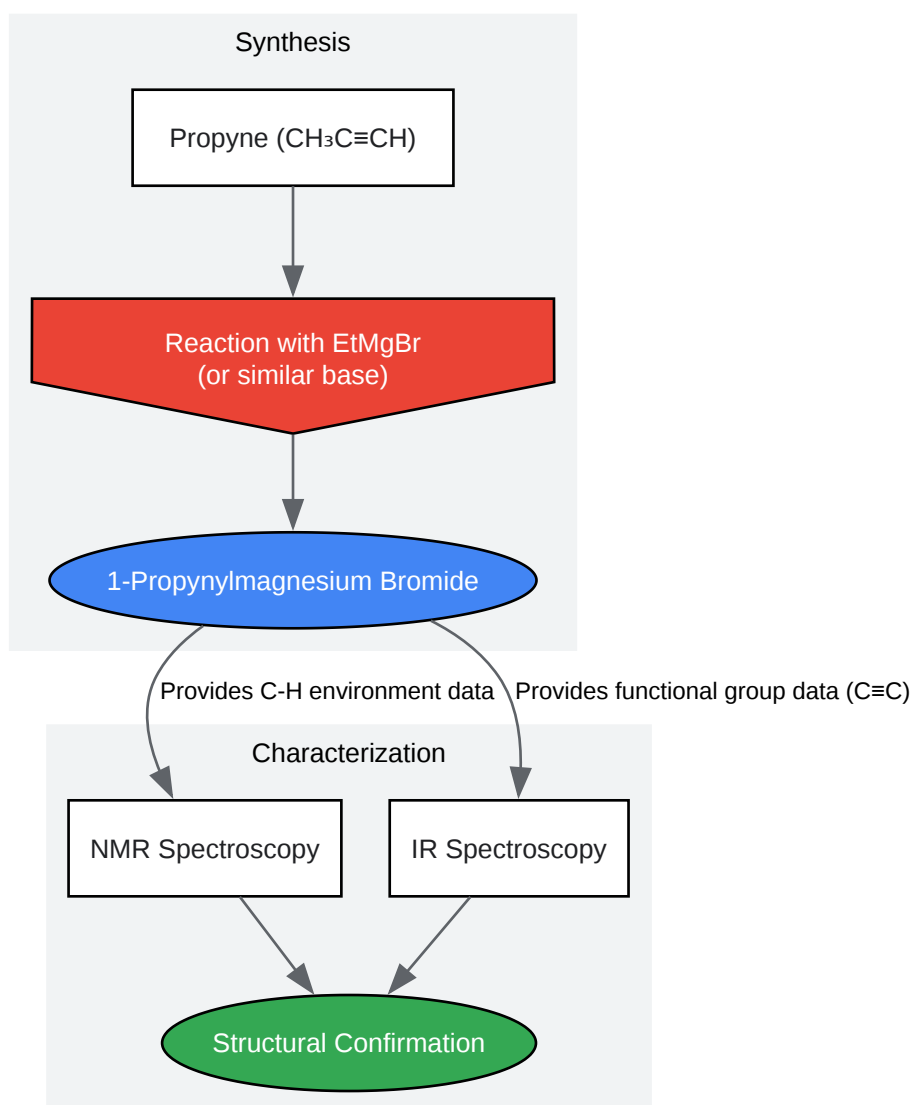 Synthesis
Propyne (CH₃C≡CH)
Reaction with EtMgBr
(or similar base)
1-Propynylmagnesium Bromide
Provides C-H environment data
Provides functional group data (C≡C)
Characterization
NMR Spectroscopy
IR Spectroscopy
Structural Confirmation